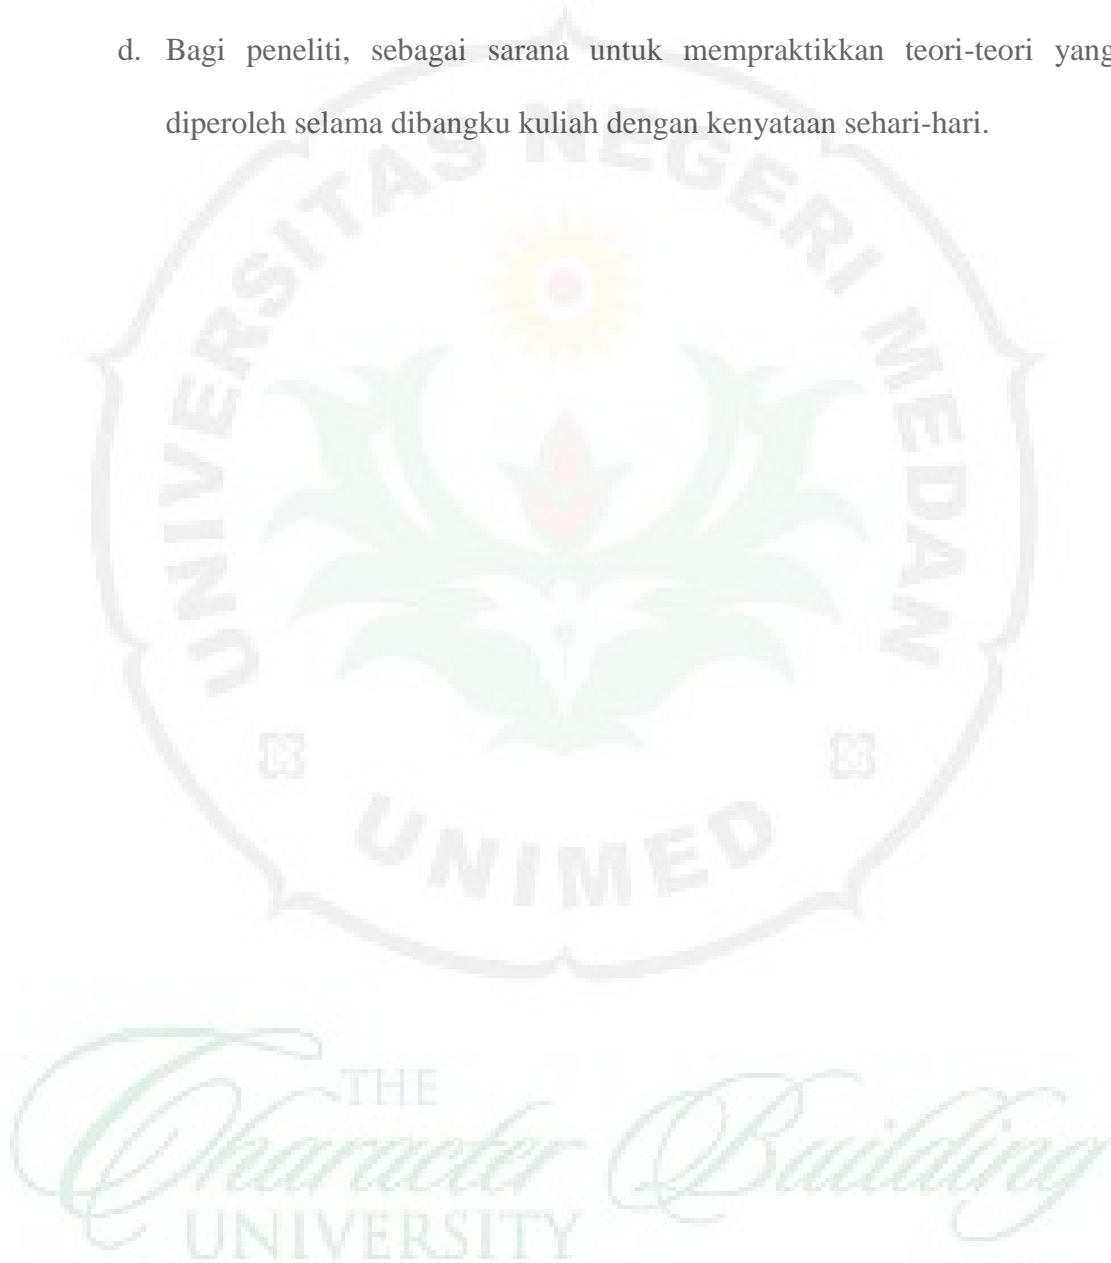 d. Bagi peneliti, sebagai sarana untuk mempraktikkan teori-teori yang
diperoleh selama dibangku kuliah dengan kenyataan sehari-hari.
UNIVERSITAS NEGERI MEDAN
UNIMED
THE
Character Building
UNIVERSITY